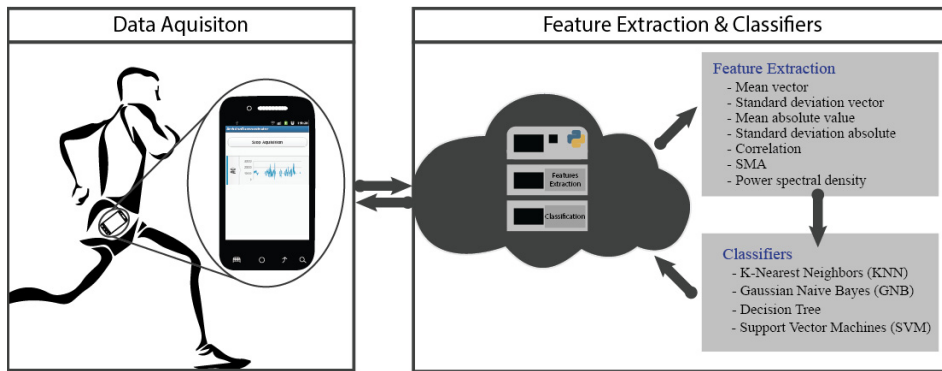 Data Aquisiton
Feature Extraction & Classifiers
Data Aquisition
Features
Extraction
Classification
Feature Extraction
- Mean vector
- Standard deviation vector
- Mean absolute value
- Standard deviation absolute
- Correlation
- SMA
- Power spectral density
Classifiers
- K-Nearest Neighbors (KNN)
- Gaussian Naive Bayes (GNB)
- Decision Tree
- Support Vector Machines (SVM)